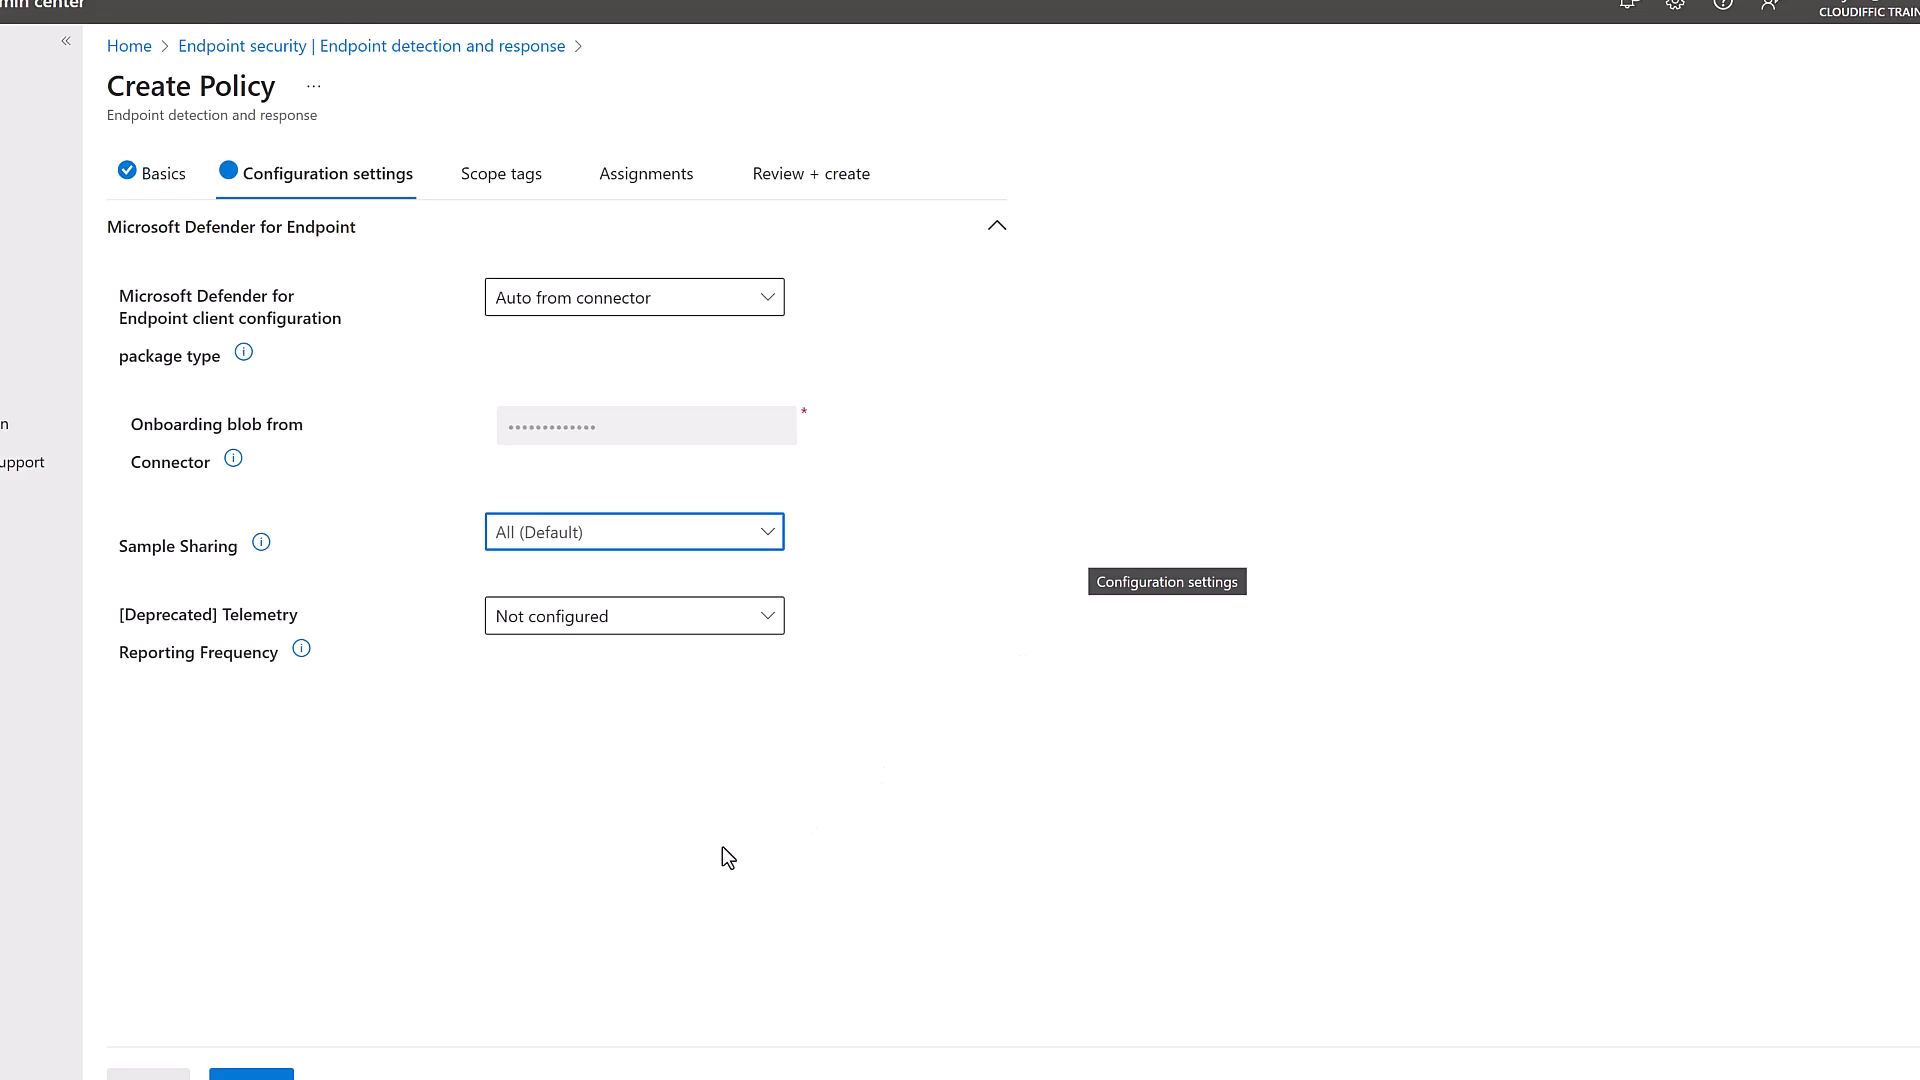 CLOUDIFFIC TRAIN
Home > Endpoint security | Endpoint detection and response >
Create Policy ...
Endpoint detection and response
Basics Configuration settings Scope tags Assignments Review + create
Microsoft Defender for Endpoint
Microsoft Defender for
Endpoint client configuration
package type
Auto from connector
Onboarding blob from
Connector
*
upport
Sample Sharing
All (Default)
Configuration settings
[Deprecated] Telemetry
Reporting Frequency
Not configured